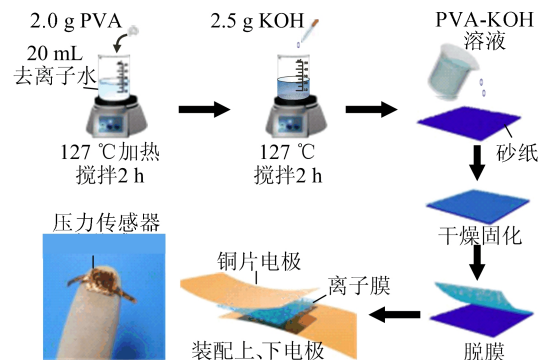 2.0 g PVA
20 mL
去离子水
127 ℃加热
搅拌2 h
2.5 g KOH
127 ℃
搅拌2 h
PVA-KOH
溶液
砂纸
干燥固化
脱膜
铜片电极
离子膜
装配上、下电极
压力传感器